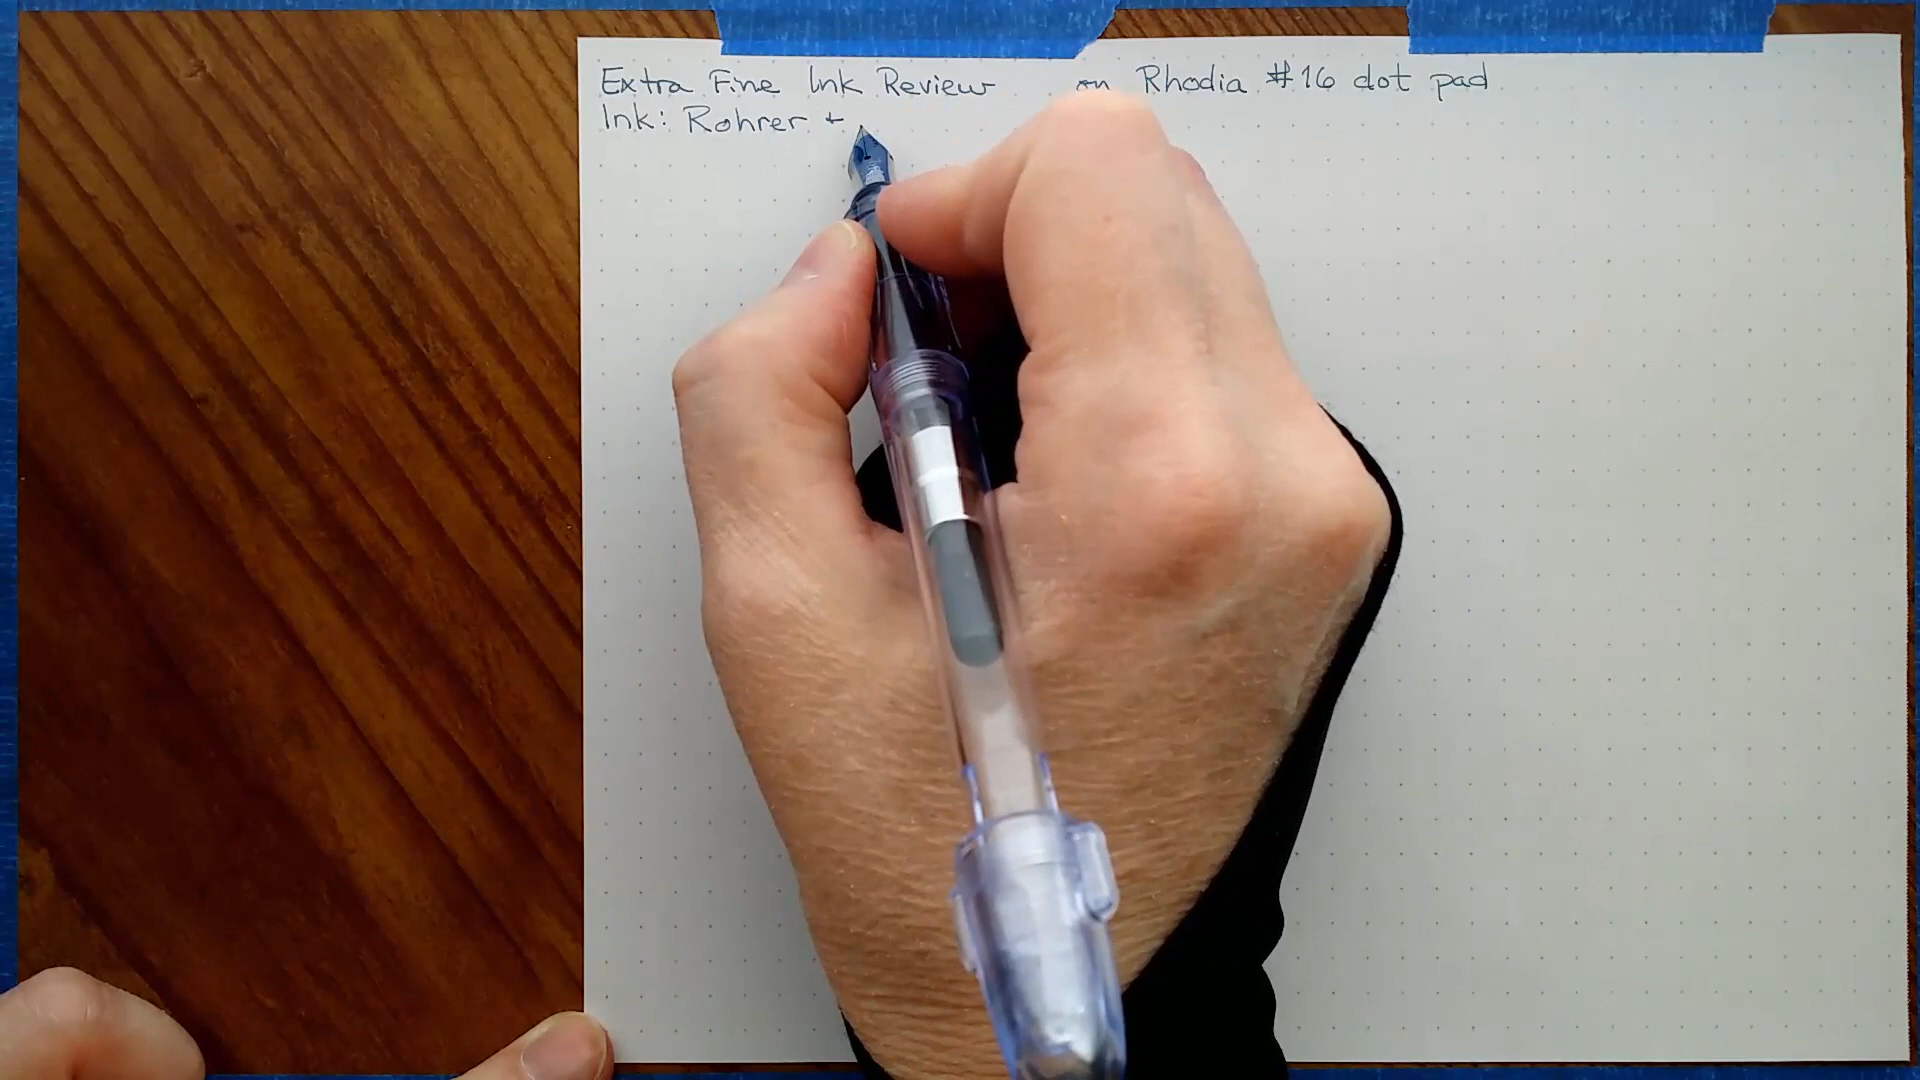 Extra Fine Ink Review on Rhodia #16 dot pad
Ink: Rohrer +